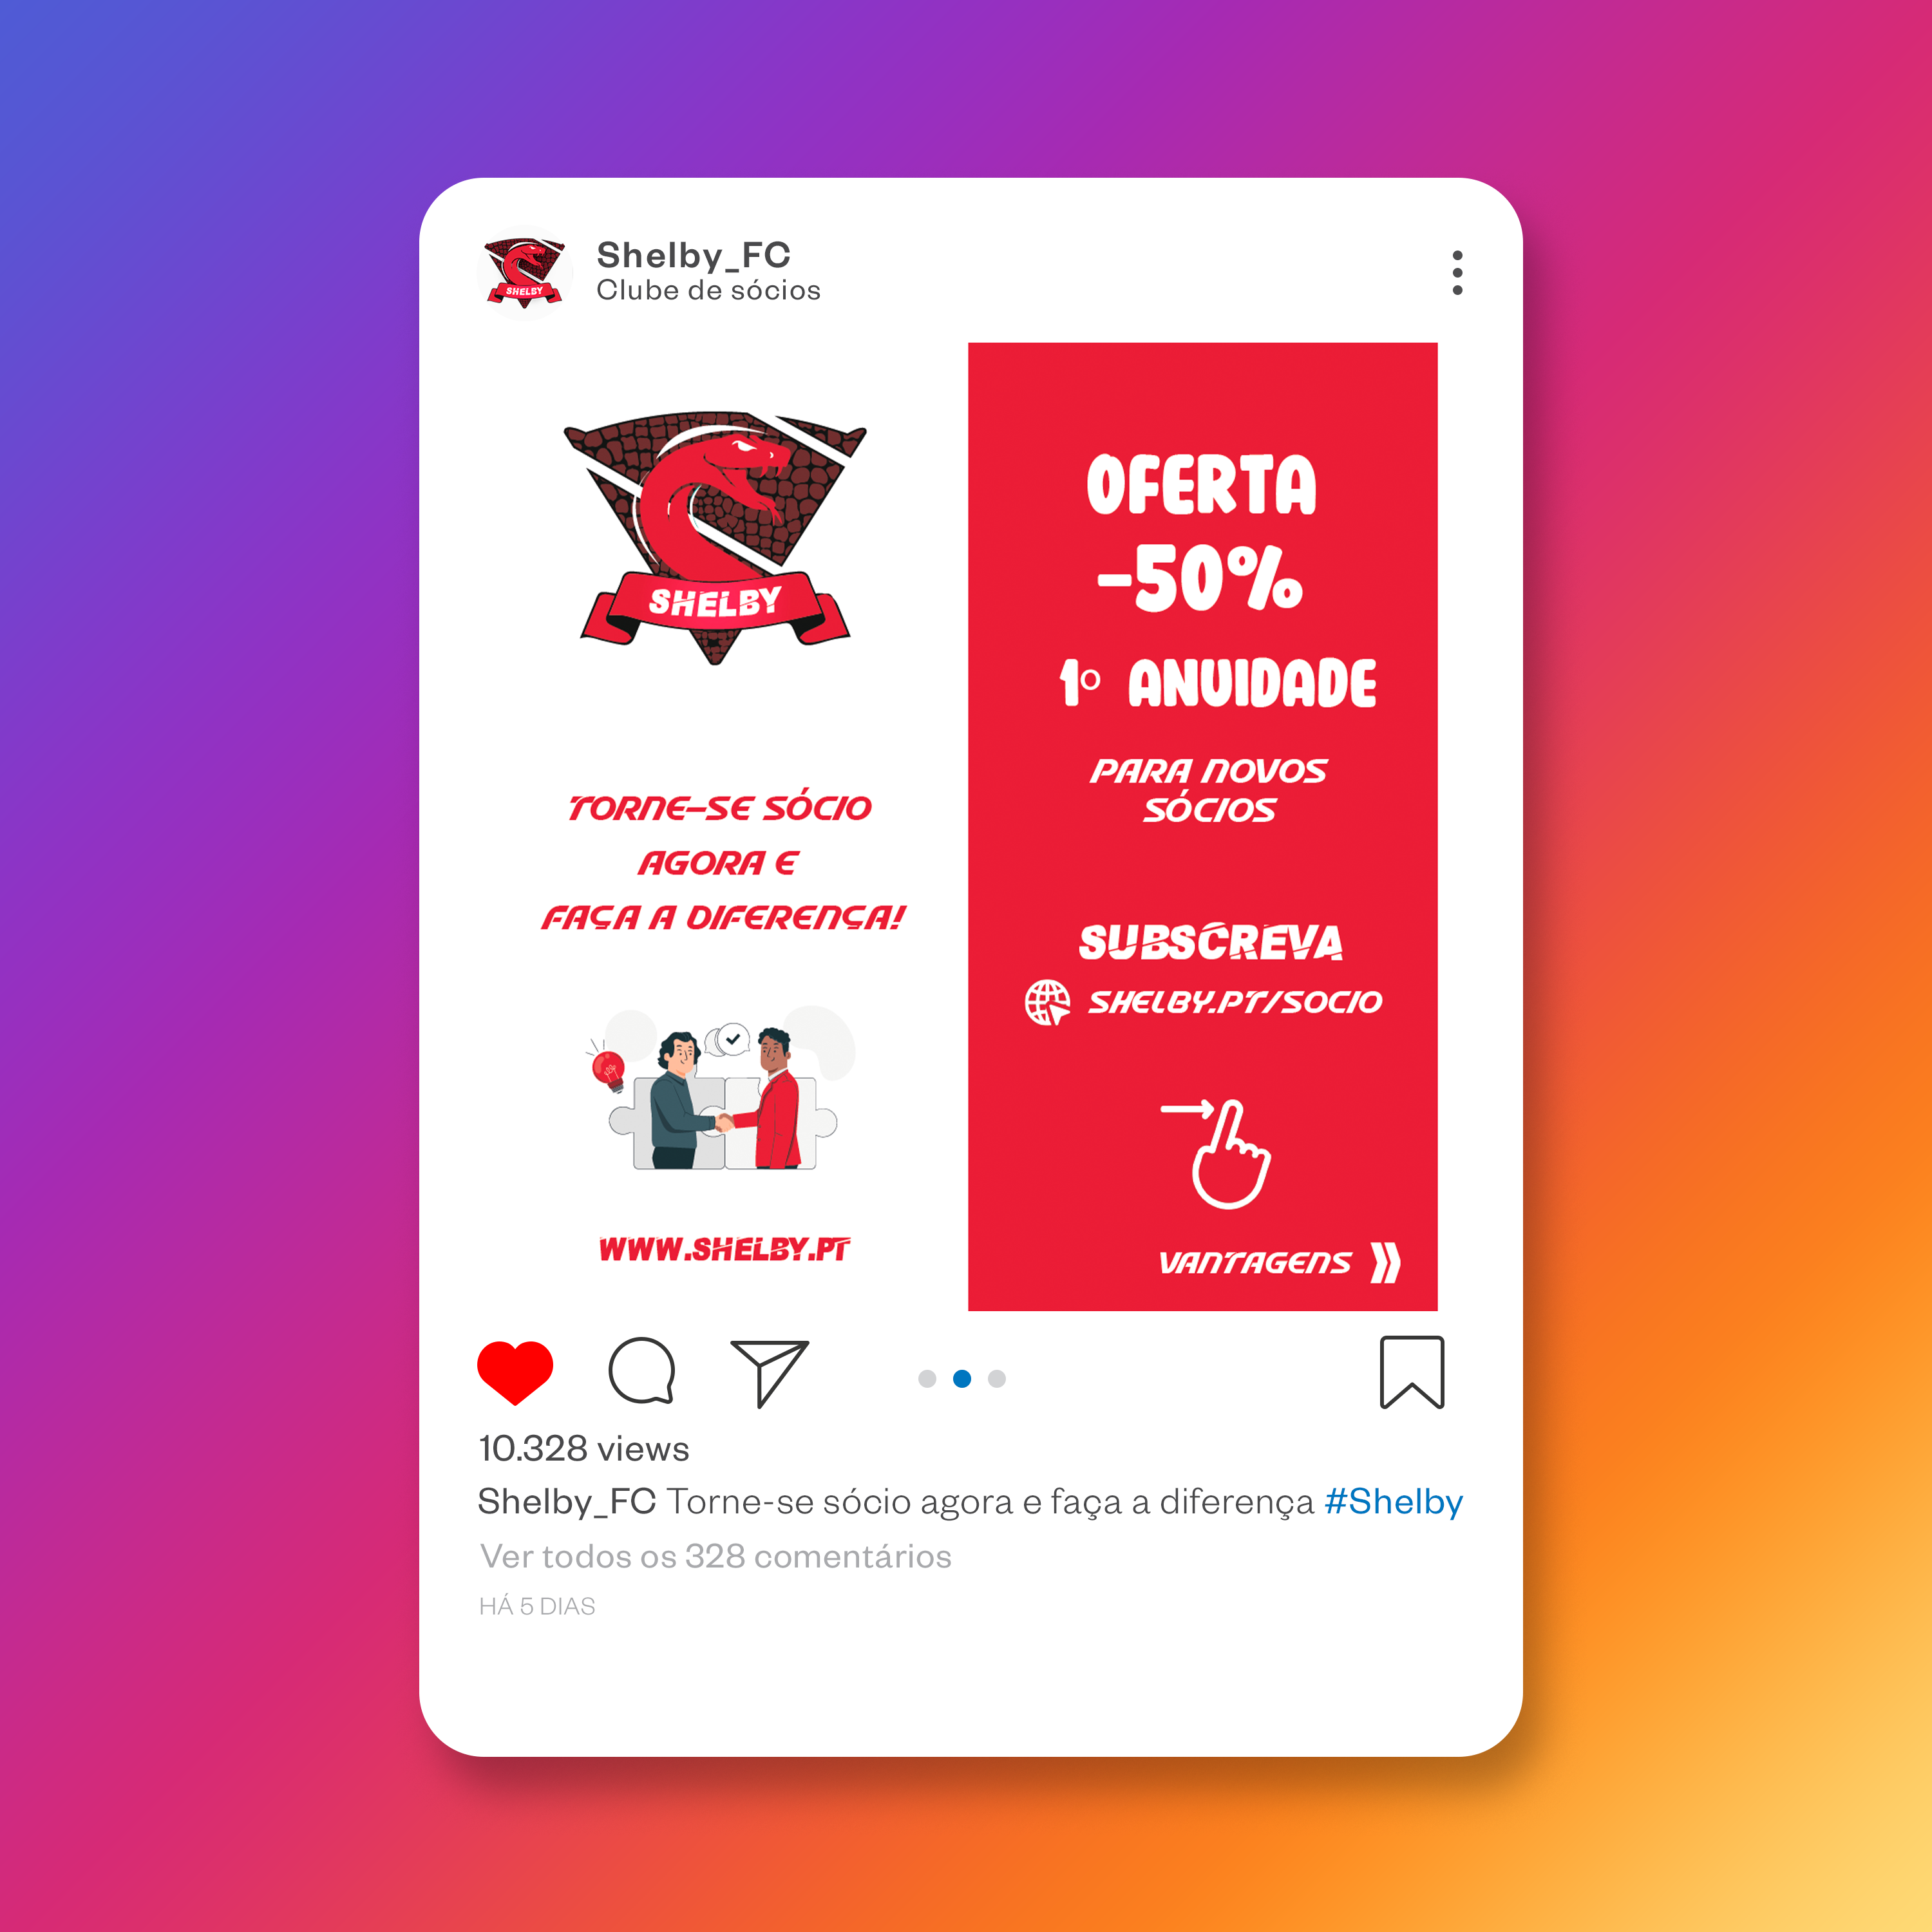 Shelby_FC
Clube de sócios
SHELBY
SHELBY
TORNE-SE SÓCIO
AGORA E
FAÇA A DIFERENÇA!
WWW.SHELBY.PT
OFERTA
-50%
1º ANUIDADE
PARA NOVOS
SÓCIOS
SUBSCREVA
SHELBY.PT/SOCIO
VANTAGENS
10.328 views
Shelby_FC Torne-se sócio agora e faça a diferença #Shelby
Ver todos os 328 comentários
HÁ 5 DIAS